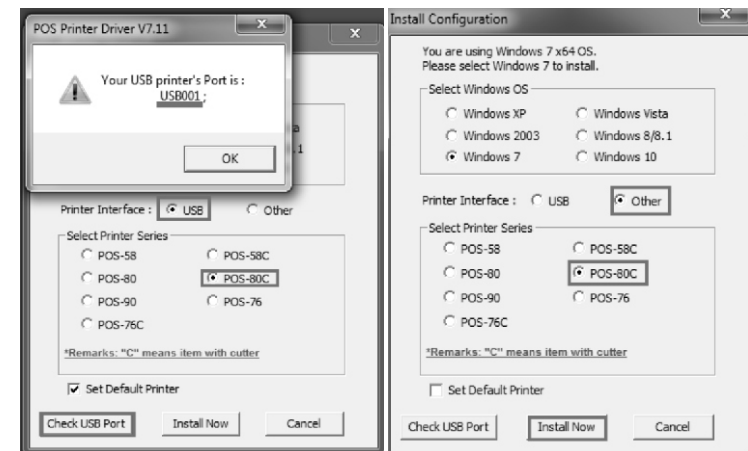 POS Printer Driver V7.11
Your USB printer's Port is :
USB001 ;
OK
a
.1
Printer Interface : USB Other
Select Printer Series
POS-58 POS-58C
POS-80 POS-80C
POS-90 POS-76
POS-76C
*Remarks: "C" means item with cutter
Set Default Printer
Check USB Port Install Now Cancel
Install Configuration
You are using Windows 7 x64 OS.
Please select Windows 7 to install.
Select Windows OS
Windows XP Windows Vista
Windows 2003 Windows 8/8.1
Windows 7 Windows 10
Printer Interface : USB Other
Select Printer Series
POS-58 POS-58C
POS-80 POS-80C
POS-90 POS-76
POS-76C
*Remarks: "C" means item with cutter
Set Default Printer
Check USB Port Install Now Cancel